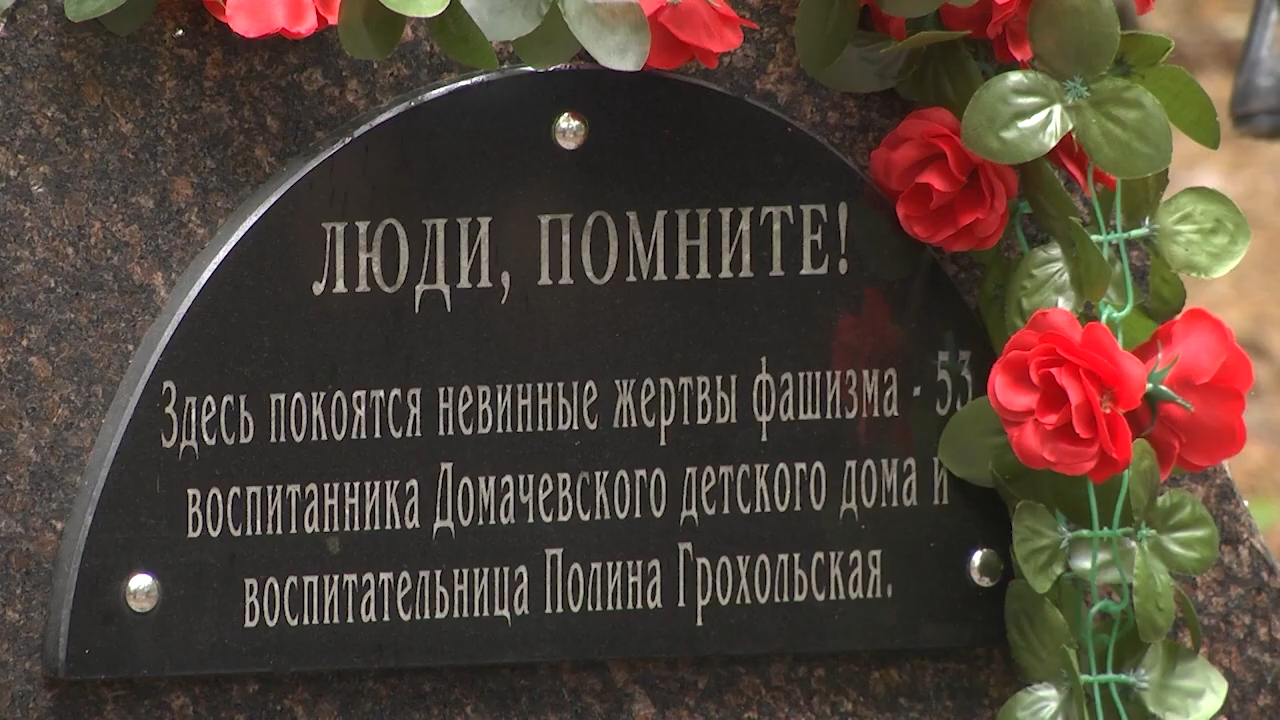 ЛЮДИ, ПОМНИТЕ!
Здесь покоятся невинные жертвы фашизма - 53
воспитанника Домачевского детского дома и
воспитательница Полина Грохольская.